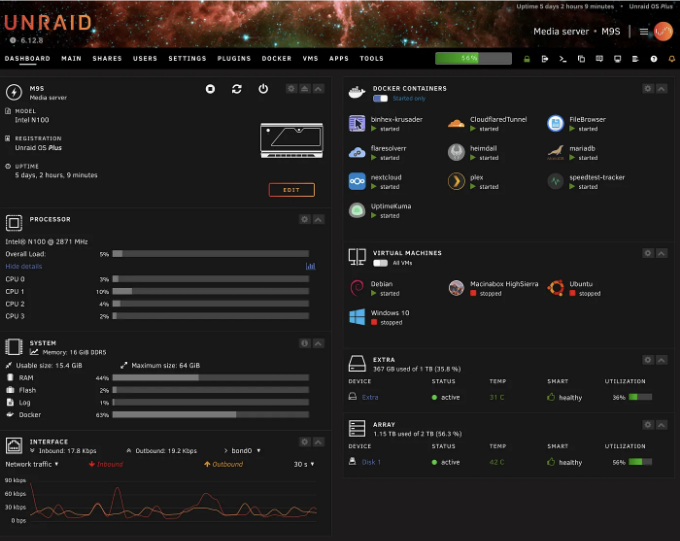 Uptime 5 days 2 hours 9 minutes • Unraid OS Plus
UNRAID
6.12.8
Media server • M9S
DASHBOARD MAIN SHARES USERS SETTINGS PLUGINS DOCKER VMS APPS TOOLS
56%
M9S
Media server
MODEL
Intel N100
REGISTRATION
Unraid OS Plus
UPTIME
5 days, 2 hours, 9 minutes
EDIT
PROCESSOR
Intel® N100 @ 2871 MHz
Overall Load: 5%
Hide details
CPU 0 3%
CPU 1 10%
CPU 2 4%
CPU 3 2%
SYSTEM
Memory: 16 GiB DDR5
Usable size: 15.4 GiB Maximum size: 64 GiB
RAM 44%
Flash 2%
Log 1%
Docker 63%
INTERFACE
Inbound: 17.8 Kbps Outbound: 19.2 Kbps > bond0
Network traffic Inbound Outbound 30 s
90 kbps
60 kbps
30 kbps
0 bps
DOCKER CONTAINERS
Started only
binhex-krusader CloudflaredTunnel FileBrowser
started started started
flaresolverr heimdall mariadb
started started started
nextcloud plex speedtest-tracker
started started started
UptimeKuma
started
VIRTUAL MACHINES
All VMs
Debian Macinabox HighSierra Ubuntu
started stopped stopped
Windows 10
stopped
EXTRA
367 GB used of 1 TB (35.8 %)
DEVICE STATUS TEMP SMART UTILIZATION
Extra active 31 C healthy 36%
ARRAY
1.15 TB used of 2 TB (56.3 %)
DEVICE STATUS TEMP SMART UTILIZATION
Disk 1 active 42 C healthy 56%